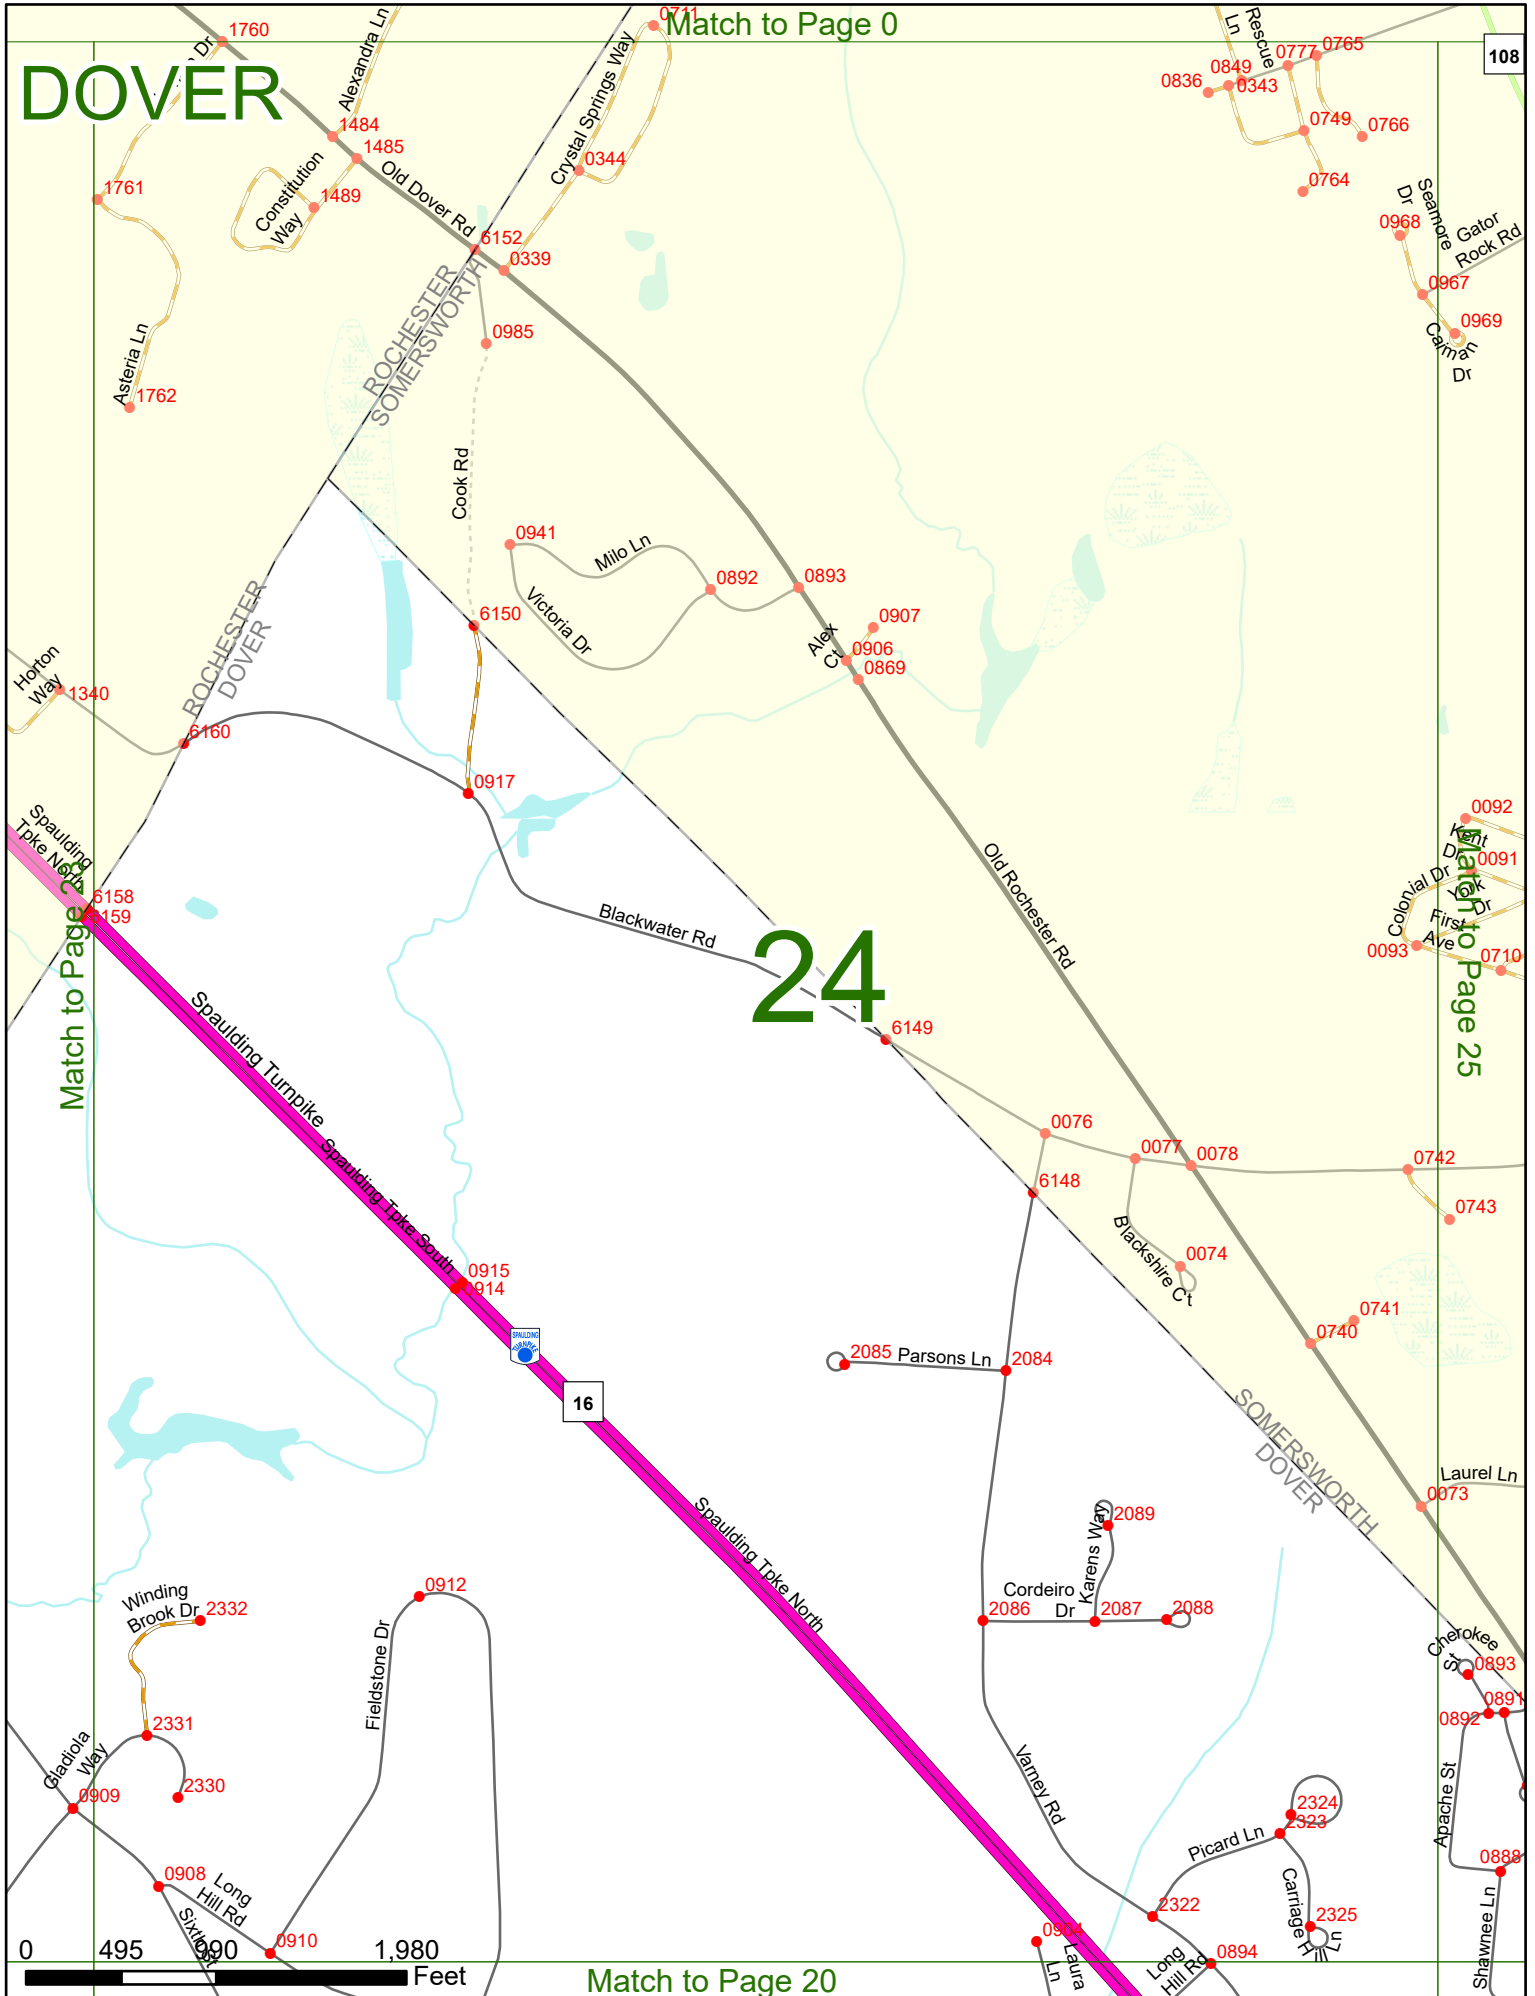 Match to Page 0
DOVER
108
1760
0711
Alexandra Ln
Crystal Springs Way
Rescue
Ln
0777
0765
0849
0836
0343
0749
0766
0764
1484
1485
0344
1761
Constitution
Way
1489
Old Dover Rd
6152
0339
0968
Seamore
Dr
Gator
Rock Rd
0967
0969
Caiman
Dr
ROCHESTER
SOMERSWORTH
0985
Asteria Ln
1762
Cook Rd
0941
Milo Ln
0892
0893
Victoria Dr
6150
0907
Alex
Ct
0906
0869
ROCHESTER
DOVER
Horton
Way
1340
6160
0917
Spaulding
Tpke North
6158
6159
Match to Page 23
Blackwater Rd
24
Old Rochester Rd
0092
Kent
Dr
0091
Colonial Dr
York
Dr
First
Ave
0093
0710
Match to Page 25
Spaulding Turnpike
6149
0076
0077
0078
0742
0743
6148
Spaulding Tpke South
0915
0914
Blackshire Ct
0074
0741
0740
SPAULDING
TURNPIKE
16
2085
Parsons Ln
2084
SOMERSWORTH
DOVER
Laurel Ln
0073
Spaulding Tpke North
Karens Way
2089
Cordeiro
Dr
2086
2087
2088
Winding
Brook Dr
2332
0912
Fieldstone Dr
Cherokee
St
0893
0891
0892
2331
Gladiola
Way
2330
0909
Varney Rd
Apache St
2324
2323
Picard Ln
0888
0908
Long
Hill Rd
Sixth St
0910
2322
Carriage H
Ill
Ln
2325
Shawnee Ln
0904
Laura
Ln
Long
Hill Rd
0894
0 495 990 1,980
Feet
Match to Page 20